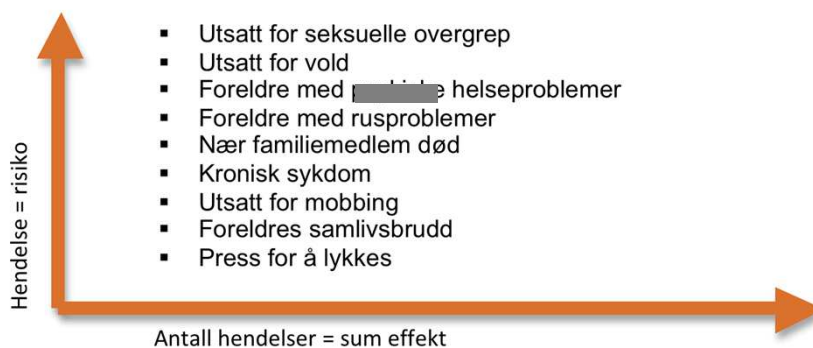 Utsatt for seksuelle overgrep
Utsatt for vold
Foreldre med helseproblemer
Foreldre med rusproblemer
Nær familiemedlem død
Kronisk sykdom
Utsatt for mobbing
Foreldres samlivsbrudd
Press for å lykkes
Hendelse = risiko
Antall hendelser = sum effekt